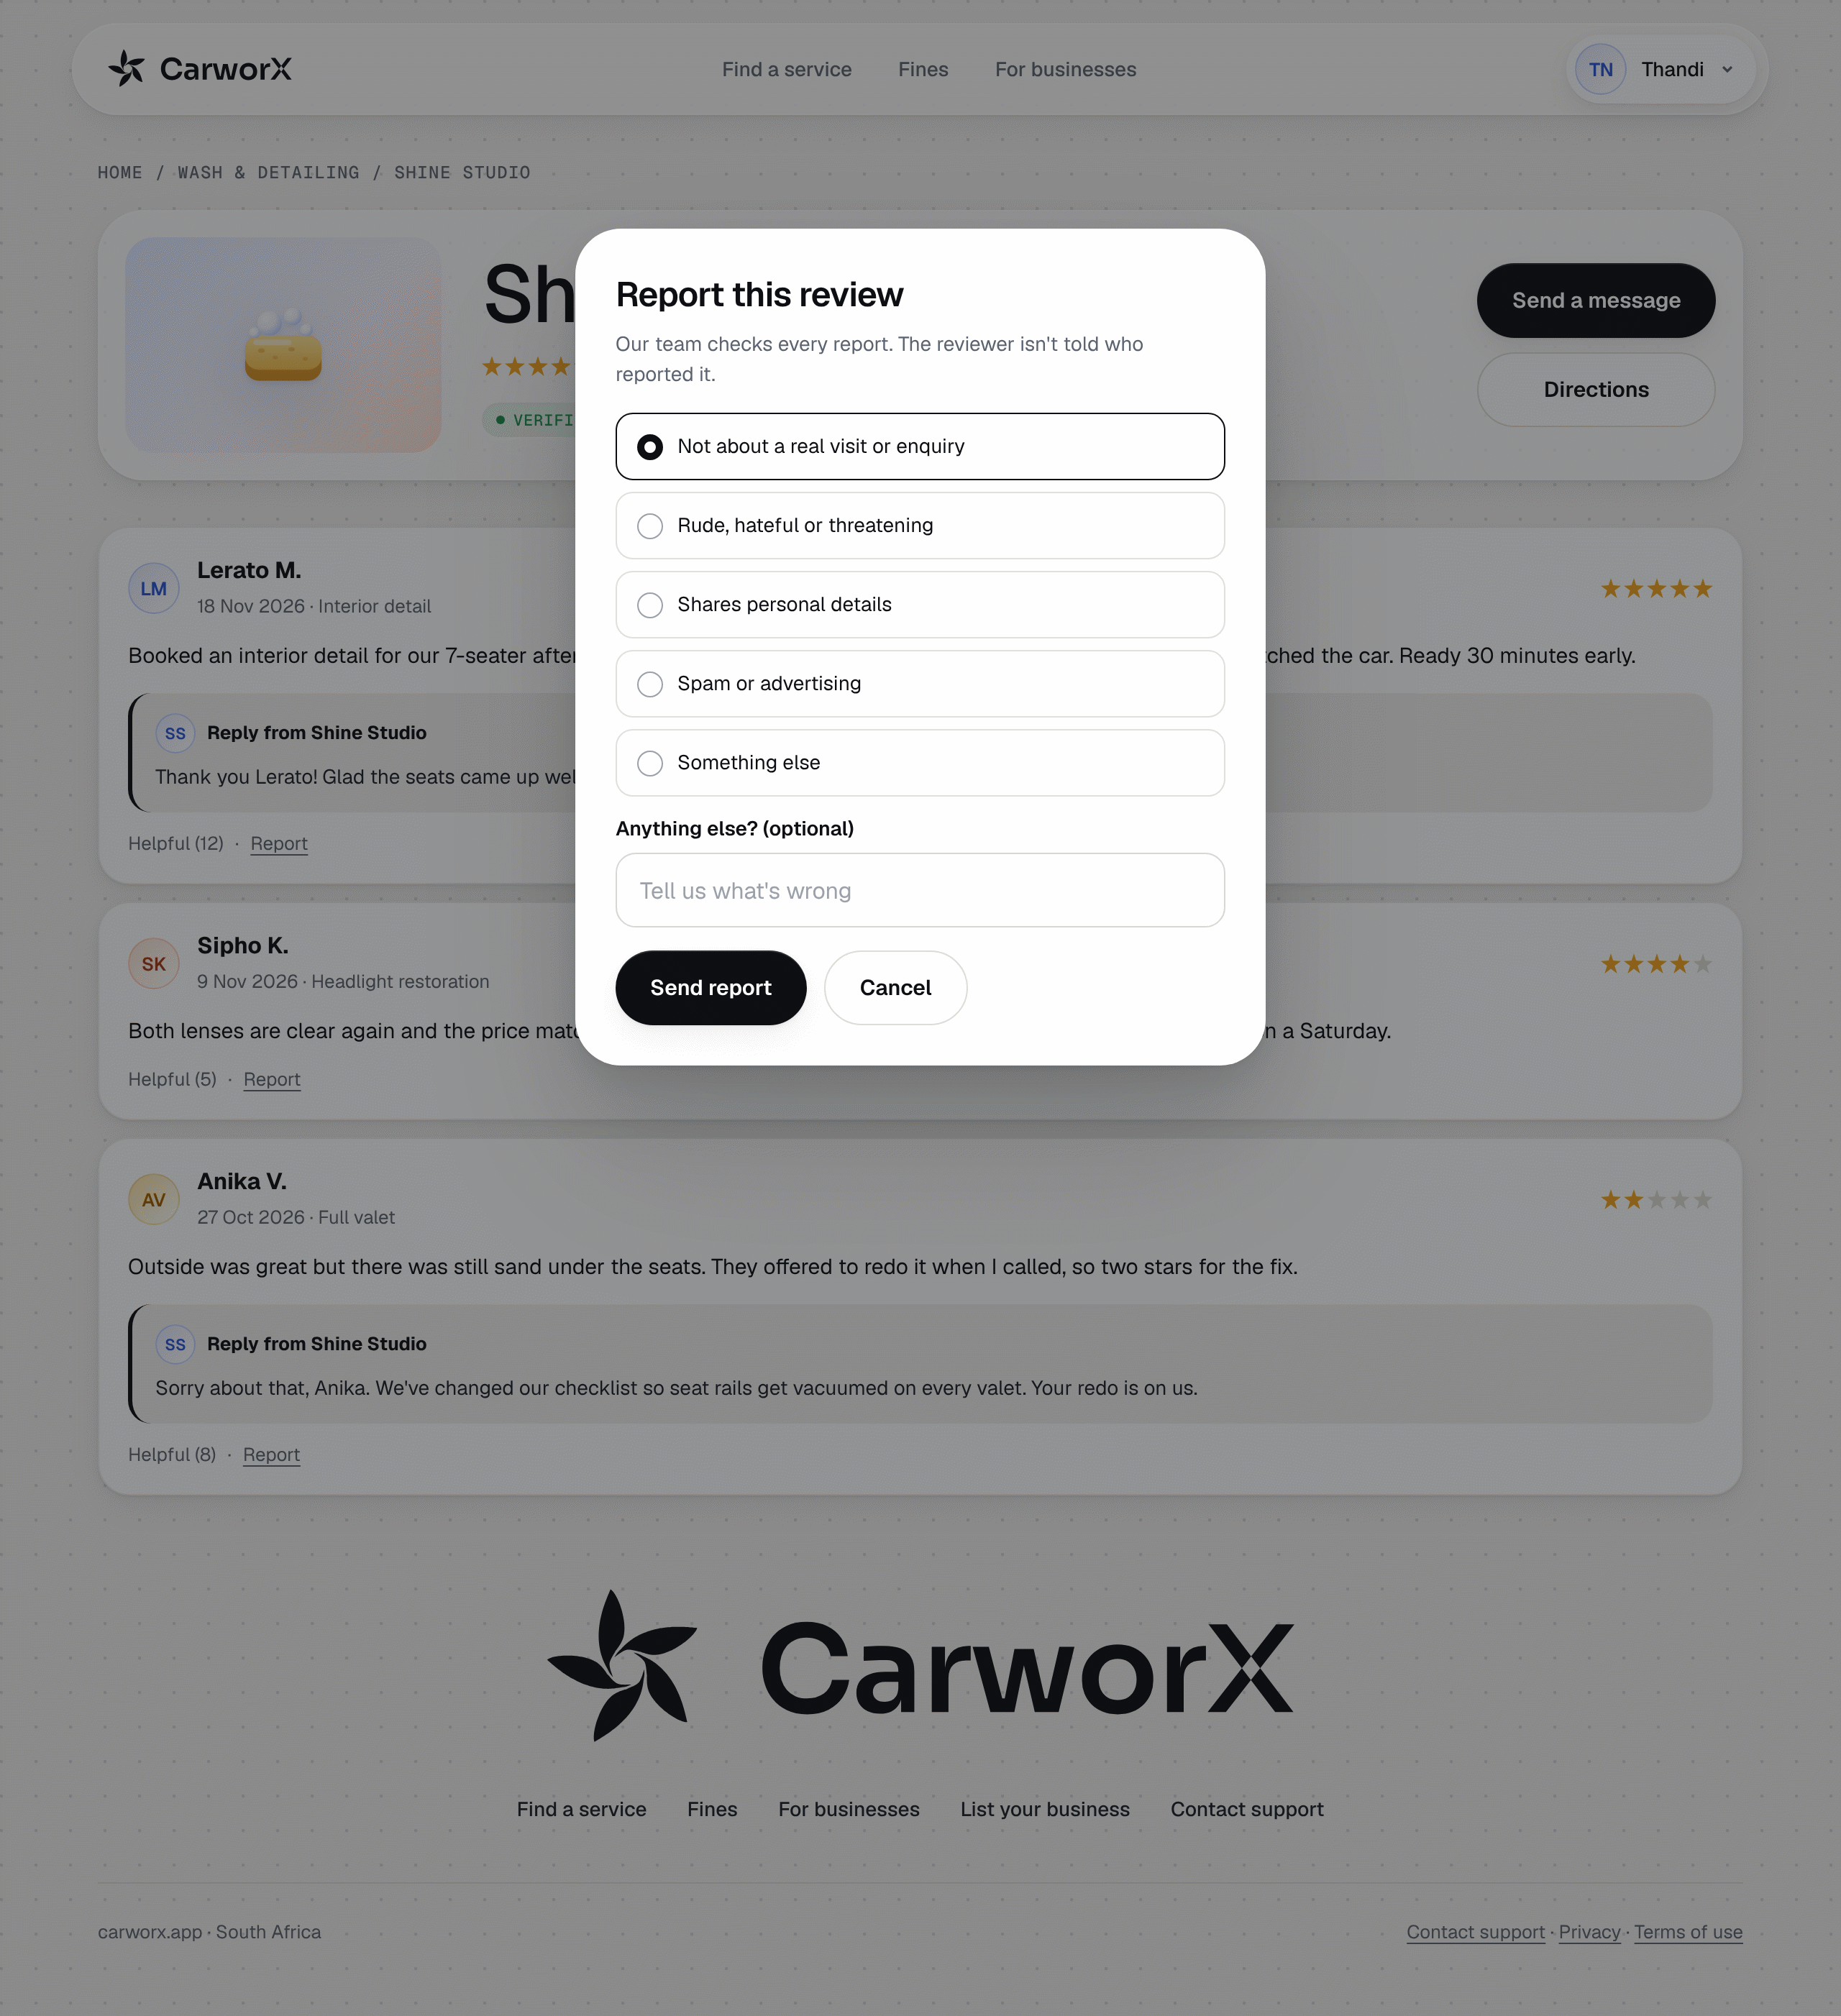 CarworX
Find a service
Fines
For businesses
TN
Thandi
HOME / WASH & DETAILING / SHINE STUDIO
Sh
Send a message
Directions
Report this review
Our team checks every report. The reviewer isn't told who
reported it.
Not about a real visit or enquiry
Rude, hateful or threatening
Shares personal details
Spam or advertising
Something else
Anything else? (optional)
Tell us what's wrong
Send report
Cancel
LM
Lerato M.
18 Nov 2026 · Interior detail
★★★★★
Booked an interior detail for our 7-seater after
the car. Ready 30 minutes early.
SS
Reply from Shine Studio
Thank you Lerato! Glad the seats came up
Helpful (12) · Report
SK
Sipho K.
9 Nov 2026 · Headlight restoration
★★★★★
Both lenses are clear again and the price
a Saturday.
Helpful (5) · Report
AV
Anika V.
27 Oct 2026 · Full valet
★★★★★
Outside was great but there was still sand under the seats. They offered to redo it when I called, so two stars for the fix.
SS
Reply from Shine Studio
Sorry about that, Anika. We've changed our checklist so seat rails get vacuumed on every valet. Your redo is on us.
Helpful (8) · Report
CarworX
Find a service
Fines
For businesses
List your business
Contact support
carworx.app · South Africa
Contact support · Privacy · Terms of use